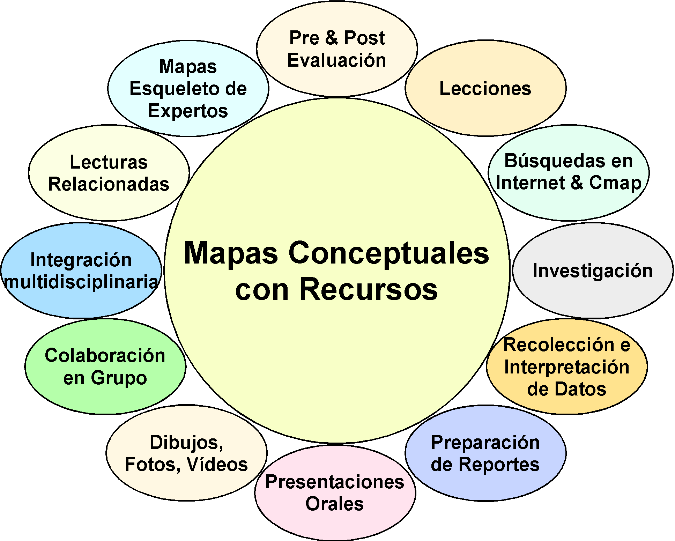 Pre & Post
Evaluación
Lecciones
Búsquedas en
Internet & Cmap
Investigación
Recolección e
Interpretación
de Datos
Preparación
de Reportes
Presentaciones
Orales
Dibujos,
Fotos, Vídeos
Colaboración
en Grupo
Integración
multidisciplinaria
Lecturas
Relacionadas
Mapas
Esqueleto de
Expertos
Mapas Conceptuales
con Recursos